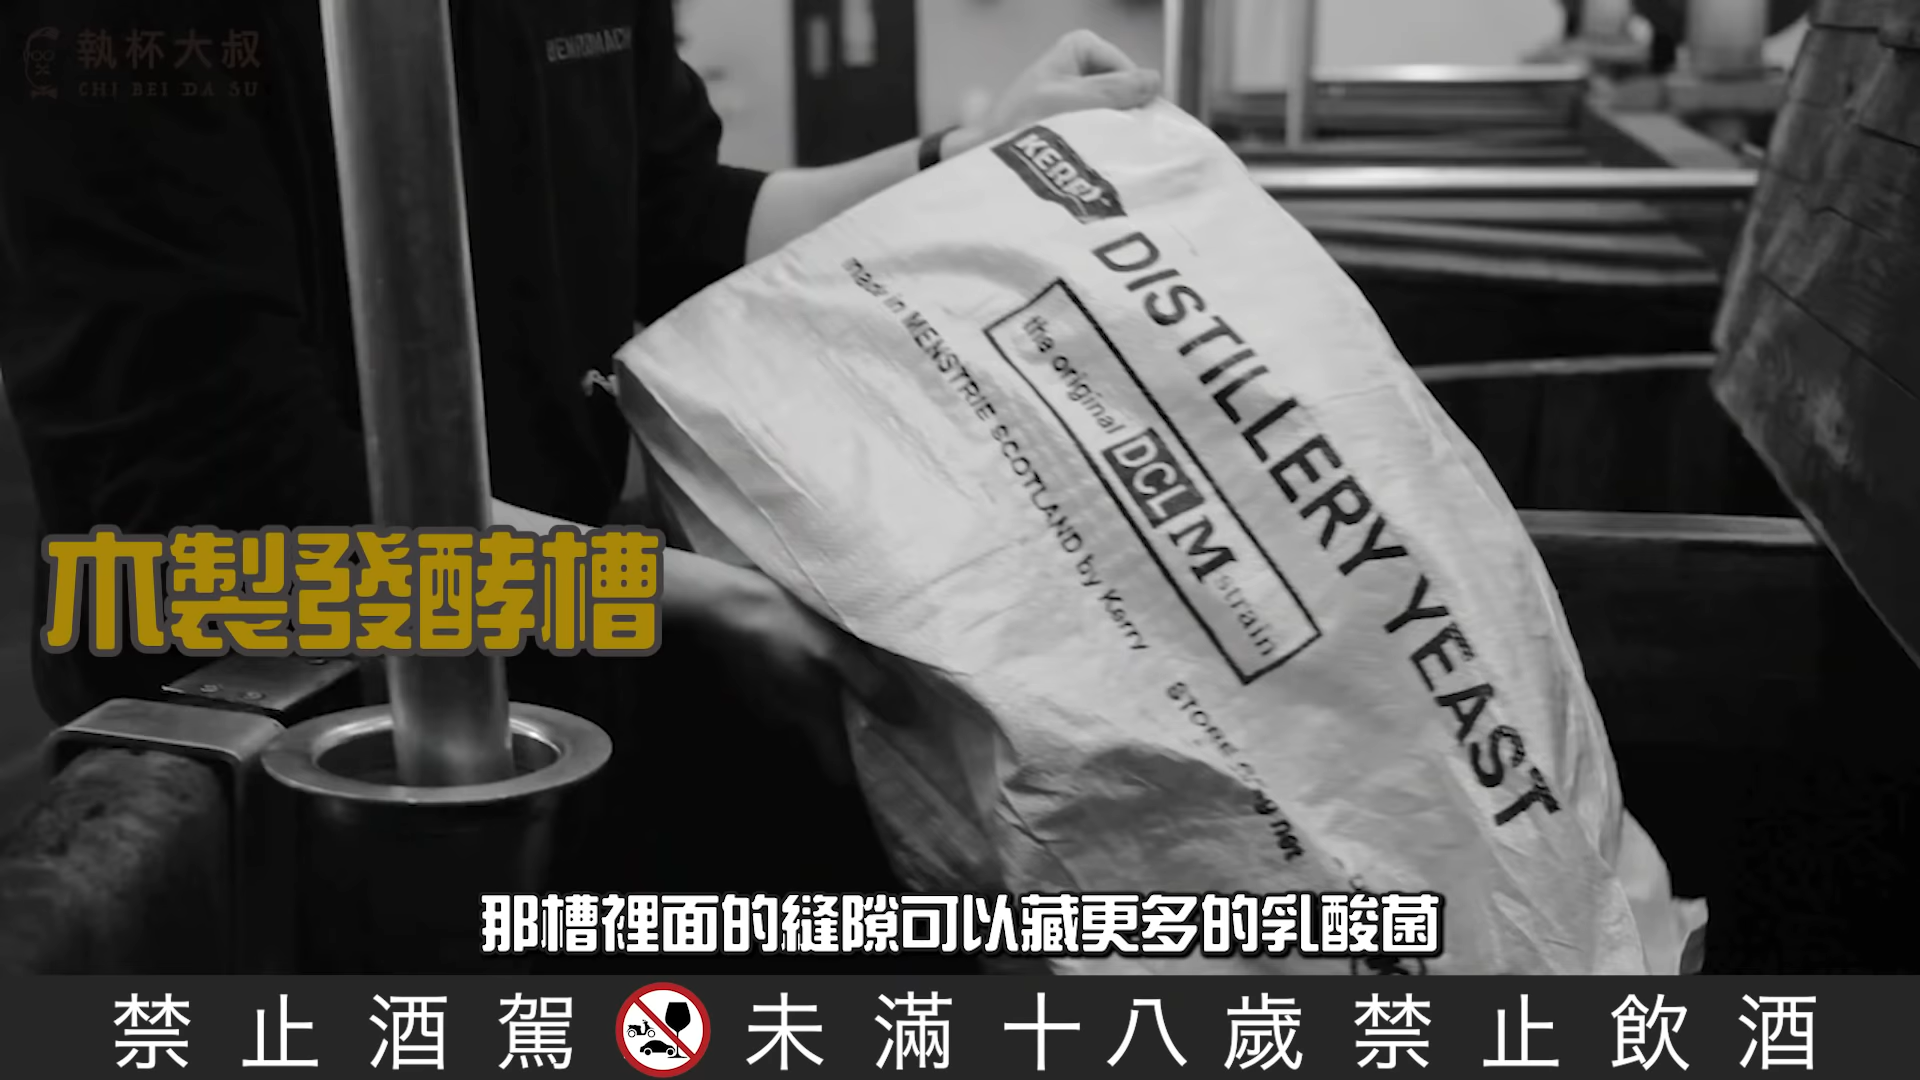 執杯大叔
CHI BEI DA SU
BENRIACH
KERRY
DISTILLERY YEAST
the original DCL M strain
made in MENSTRIE SCOTLAND by Kerry
木製發酵槽
那槽裡面的縫隙可以藏更多的乳酸菌
禁止酒駕 未滿十八歲禁止飲酒